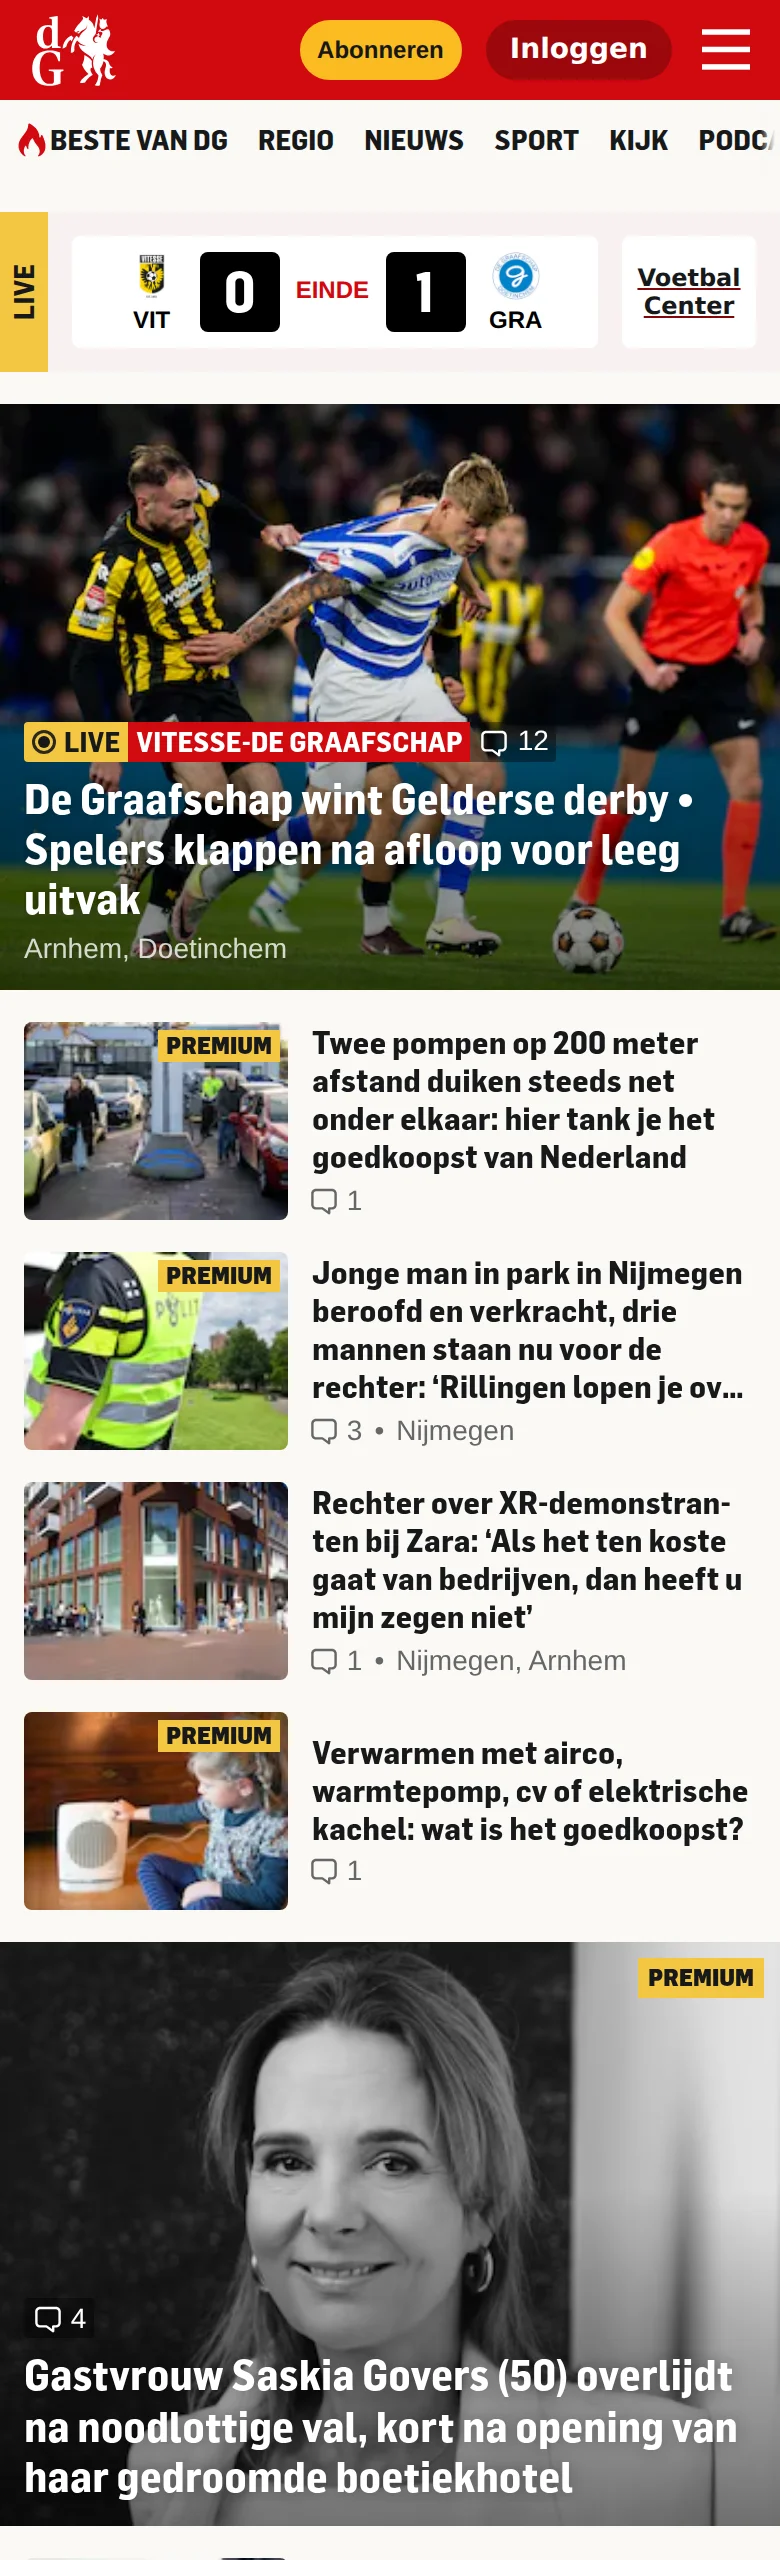 dG
Abonneren
Inloggen
BESTE VAN DG
REGIO
NIEUWS
SPORT
KIJK
LIVE
VITESSE
VIT
0
EINDE
1
GRA
Voetbal
Center
LIVE
VITESSE-DE GRAAFSCHAP
12
De Graafschap wint Gelderse derby •
Spelers klappen na afloop voor leeg
uitvak
Arnhem, Doetinchem
PREMIUM
Twee pompen op 200 meter
afstand duiken steeds net
onder elkaar: hier tank je het
goedkoopst van Nederland
1
PREMIUM
Jonge man in park in Nijmegen
beroofd en verkracht, drie
mannen staan nu voor de
rechter: ‘Rillingen lopen je ov...
3 • Nijmegen
Rechter over XR-demonstran-
ten bij Zara: ‘Als het ten koste
gaat van bedrijven, dan heeft u
mijn zegen niet’
1 • Nijmegen, Arnhem
PREMIUM
Verwarmen met airco,
warmtepomp, cv of elektrische
kachel: wat is het goedkoopst?
1
PREMIUM
4
Gastvrouw Saskia Govers (50) overlijdt
na noodlottige val, kort na opening van
haar gedroomde boetiekhotel